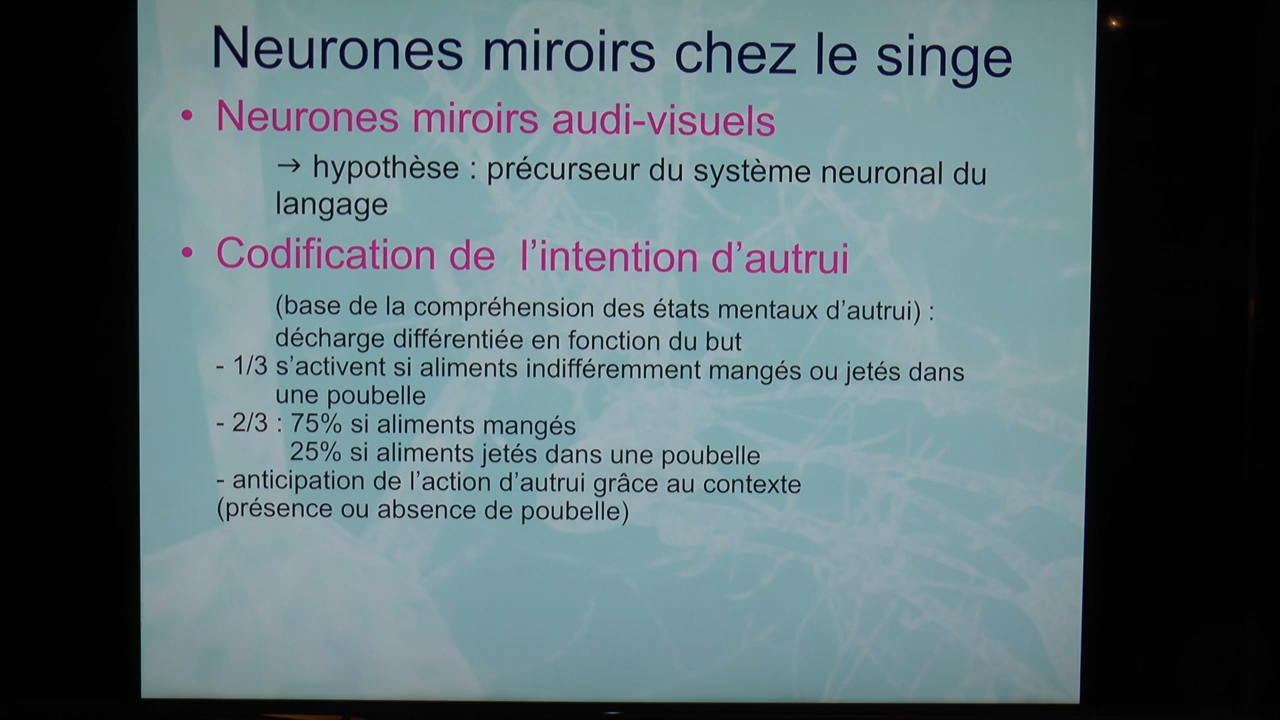 Neurones miroirs chez le singe
• Neurones miroirs audi-visuels
→ hypothèse : précurseur du système neuronal du
langage
• Codification de l’intention d’autrui
(base de la compréhension des états mentaux d’autrui) :
décharge différentiée en fonction du but
- 1/3 s’activent si aliments indifféremment mangés ou jetés dans
une poubelle
- 2/3 : 75% si aliments mangés
25% si aliments jetés dans une poubelle
- anticipation de l’action d’autrui grâce au contexte
(présence ou absence de poubelle)